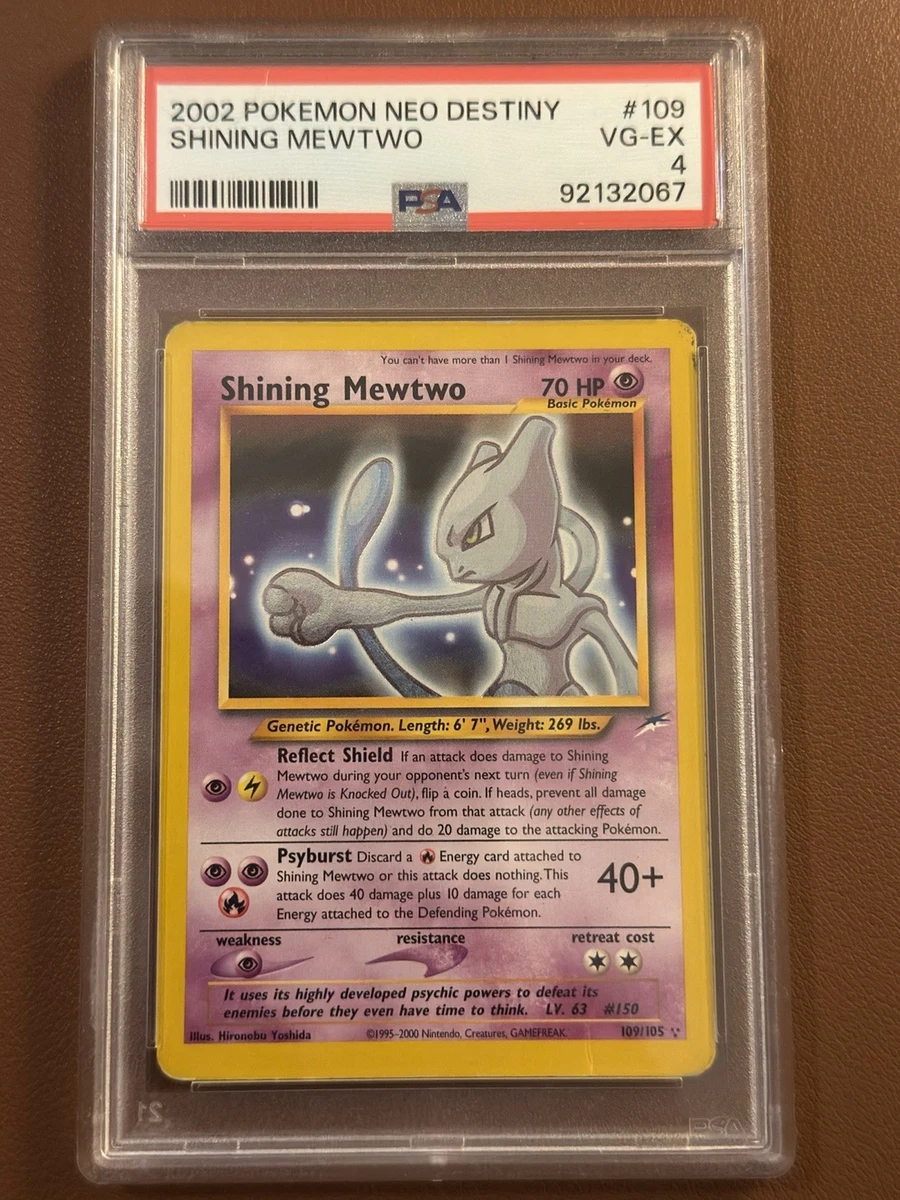 2002 POKEMON NEO DESTINY #109
SHINING MEWTWO VG-EX
4
PSA 92132067
You can't have more than 1 Shining Mewtwo in your deck.
Shining Mewtwo 70 HP
Basic Pokémon
Genetic Pokémon. Length: 6' 7", Weight: 269 lbs.
Reflect Shield If an attack does damage to Shining
Mewtwo during your opponent's next turn (even if Shining
Mewtwo is Knocked Out), flip a coin. If heads, prevent all damage
done to Shining Mewtwo from that attack (any other effects of
attacks still happen) and do 20 damage to the attacking Pokémon.
Psyburst Discard a Energy card attached to
Shining Mewtwo or this attack does nothing. This
attack does 40 damage plus 10 damage for each
Energy attached to the Defending Pokémon.
40+
weakness resistance retreat cost
It uses its highly developed psychic powers to defeat its
enemies before they even have time to think. LV. 63 #150
Illus. Hironobu Yoshida ©1995-2000 Nintendo, Creatures, GAMEFREAK. 109/105
21
PSA